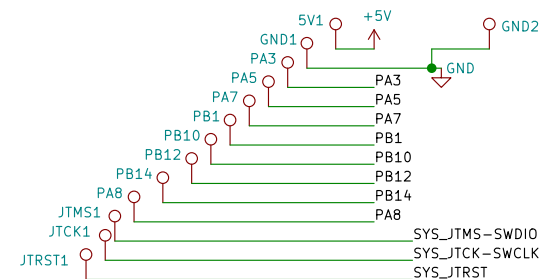 5V1 +5V GND2
GND1
PA3 GND
PA5 PA3
PA7 PA5
PB1 PA7
PB10 PB1
PB12 PB10
PB14 PB12
PA8 PB14
JTMS1 PA8
JTCK1 SYS_JTMS-SWDIO
JTRST1 SYS_JTCK-SWCLK
SYS_JTRST